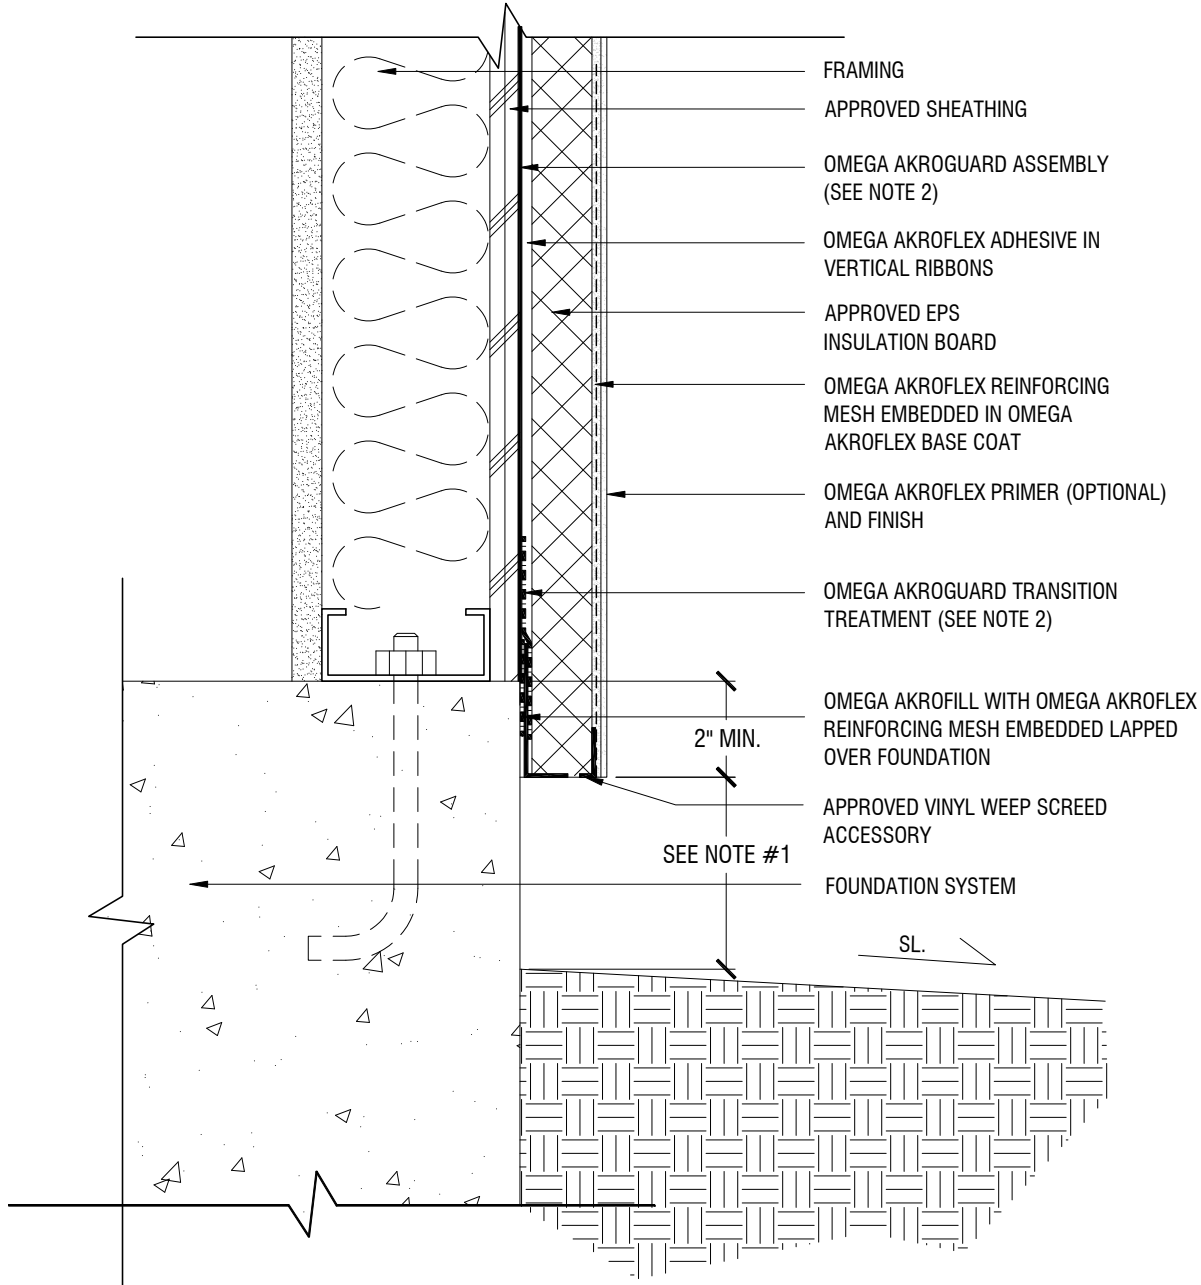 FRAMING
APPROVED SHEATHING
OMEGA AKROGUARD ASSEMBLY
(SEE NOTE 2)
OMEGA AKROFLEX ADHESIVE IN
VERTICAL RIBBONS
APPROVED EPS
INSULATION BOARD
OMEGA AKROFLEX REINFORCING
MESH EMBEDDED IN OMEGA
AKROFLEX BASE COAT
OMEGA AKROFLEX PRIMER (OPTIONAL)
AND FINISH
OMEGA AKROGUARD TRANSITION
TREATMENT (SEE NOTE 2)
OMEGA AKROFILL WITH OMEGA AKROFLEX
REINFORCING MESH EMBEDDED LAPPED
OVER FOUNDATION
2" MIN.
APPROVED VINYL WEEP SCREED
ACCESSORY
SEE NOTE #1
FOUNDATION SYSTEM
SL.